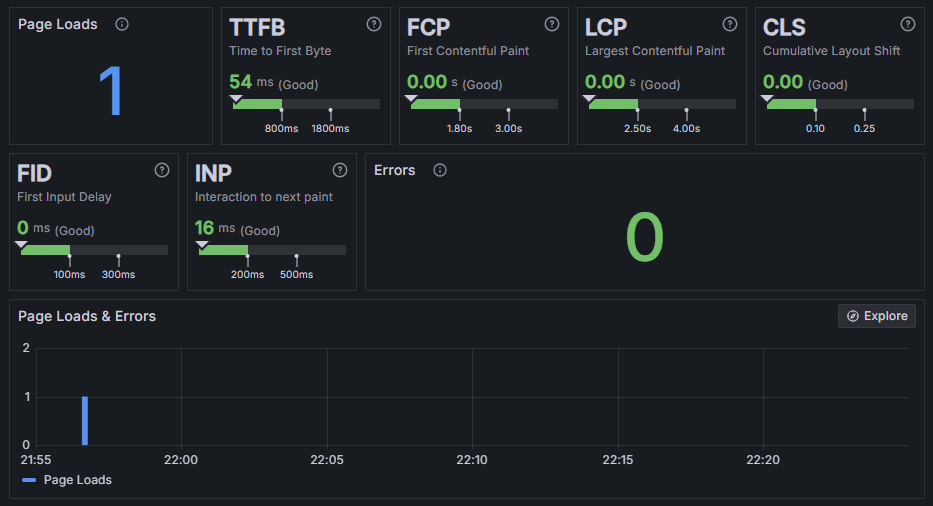 Page Loads
1
TTFB
Time to First Byte
54 ms (Good)
800ms 1800ms
FCP
First Contentful Paint
0.00 s (Good)
1.80s 3.00s
LCP
Largest Contentful Paint
0.00 s (Good)
2.50s 4.00s
CLS
Cumulative Layout Shift
0.00 (Good)
0.10 0.25
FID
First Input Delay
0 ms (Good)
100ms 300ms
INP
Interaction to next paint
16 ms (Good)
200ms 500ms
Errors
0
Page Loads & Errors
Explore
2
1
0
21:55 22:00 22:05 22:10 22:15 22:20
Page Loads